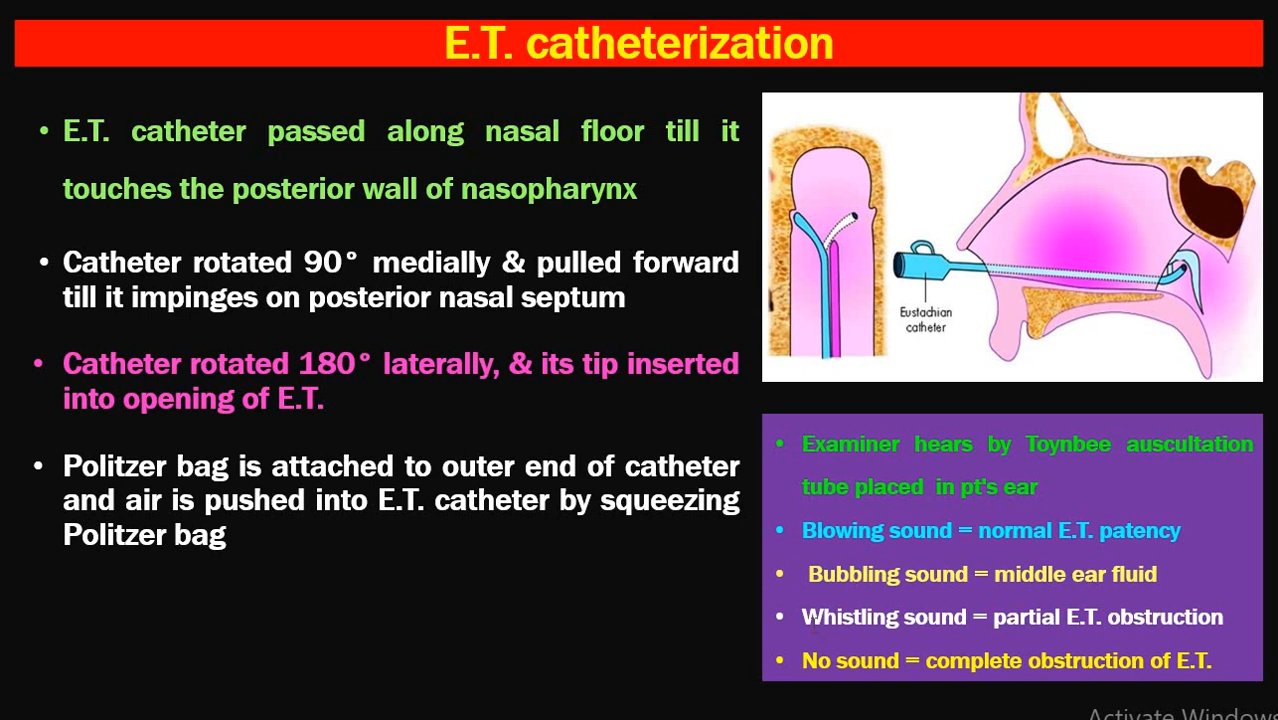 E.T. catheterization
• E.T. catheter passed along nasal floor till it
touches the posterior wall of nasopharynx
• Catheter rotated 90° medially & pulled forward
till it impinges on posterior nasal septum
• Catheter rotated 180° laterally, & its tip inserted
into opening of E.T.
• Politzer bag is attached to outer end of catheter
and air is pushed into E.T. catheter by squeezing
Politzer bag
Eustachian
catheter
• Examiner hears by Toynbee auscultation
tube placed in pt's ear
• Blowing sound = normal E.T. patency
• Bubbling sound = middle ear fluid
• Whistling sound = partial E.T. obstruction
• No sound = complete obstruction of E.T.
Activate Windows